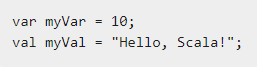 var myVar = 10;
val myVal = "Hello, Scala!";